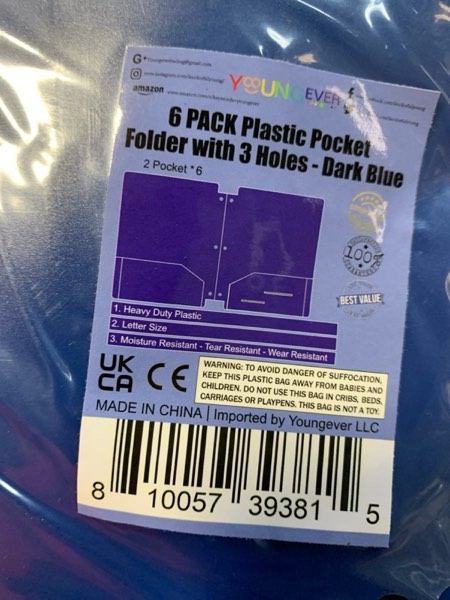 G+ Youngeverhealing@gmail.com
amazon
YOUNGEVER
f
6 PACK Plastic Pocket
Folder with 3 Holes - Dark Blue
2 Pocket * 6
100%
BEST VALUE
1. Heavy Duty Plastic
2. Letter Size
3. Moisture Resistant - Tear Resistant - Wear Resistant
UK
CA CE
WARNING: TO AVOID DANGER OF SUFFOCATION,
KEEP THIS PLASTIC BAG AWAY FROM BABIES AND
CHILDREN. DO NOT USE THIS BAG IN CRIBS, BEDS,
CARRIAGES OR PLAYPENS. THIS BAG IS NOT A TOY.
MADE IN CHINA | Imported by Youngever LLC
8 10057 39381 5